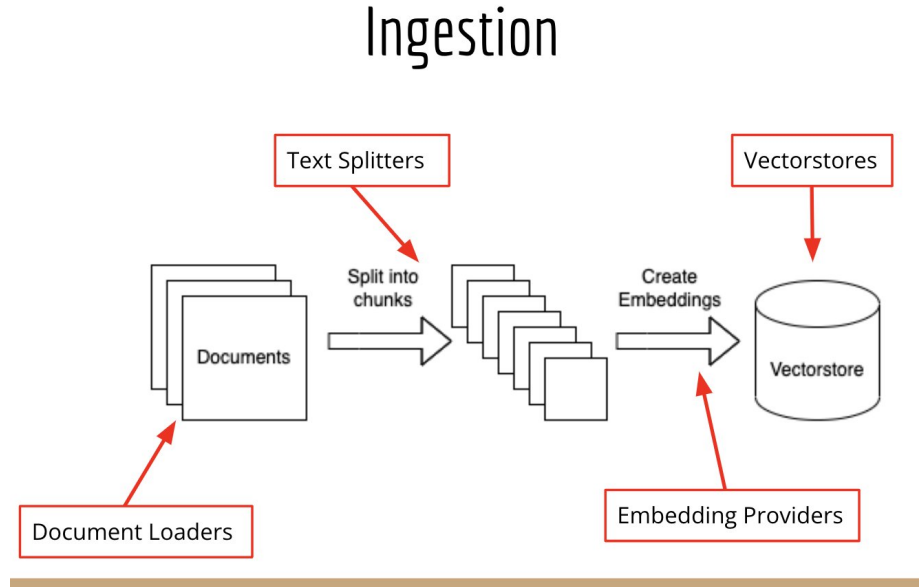 Ingestion
Text Splitters
Vectorstores
Split into
chunks
Create
Embeddings
Documents
Vectorstore
Document Loaders
Embedding Providers